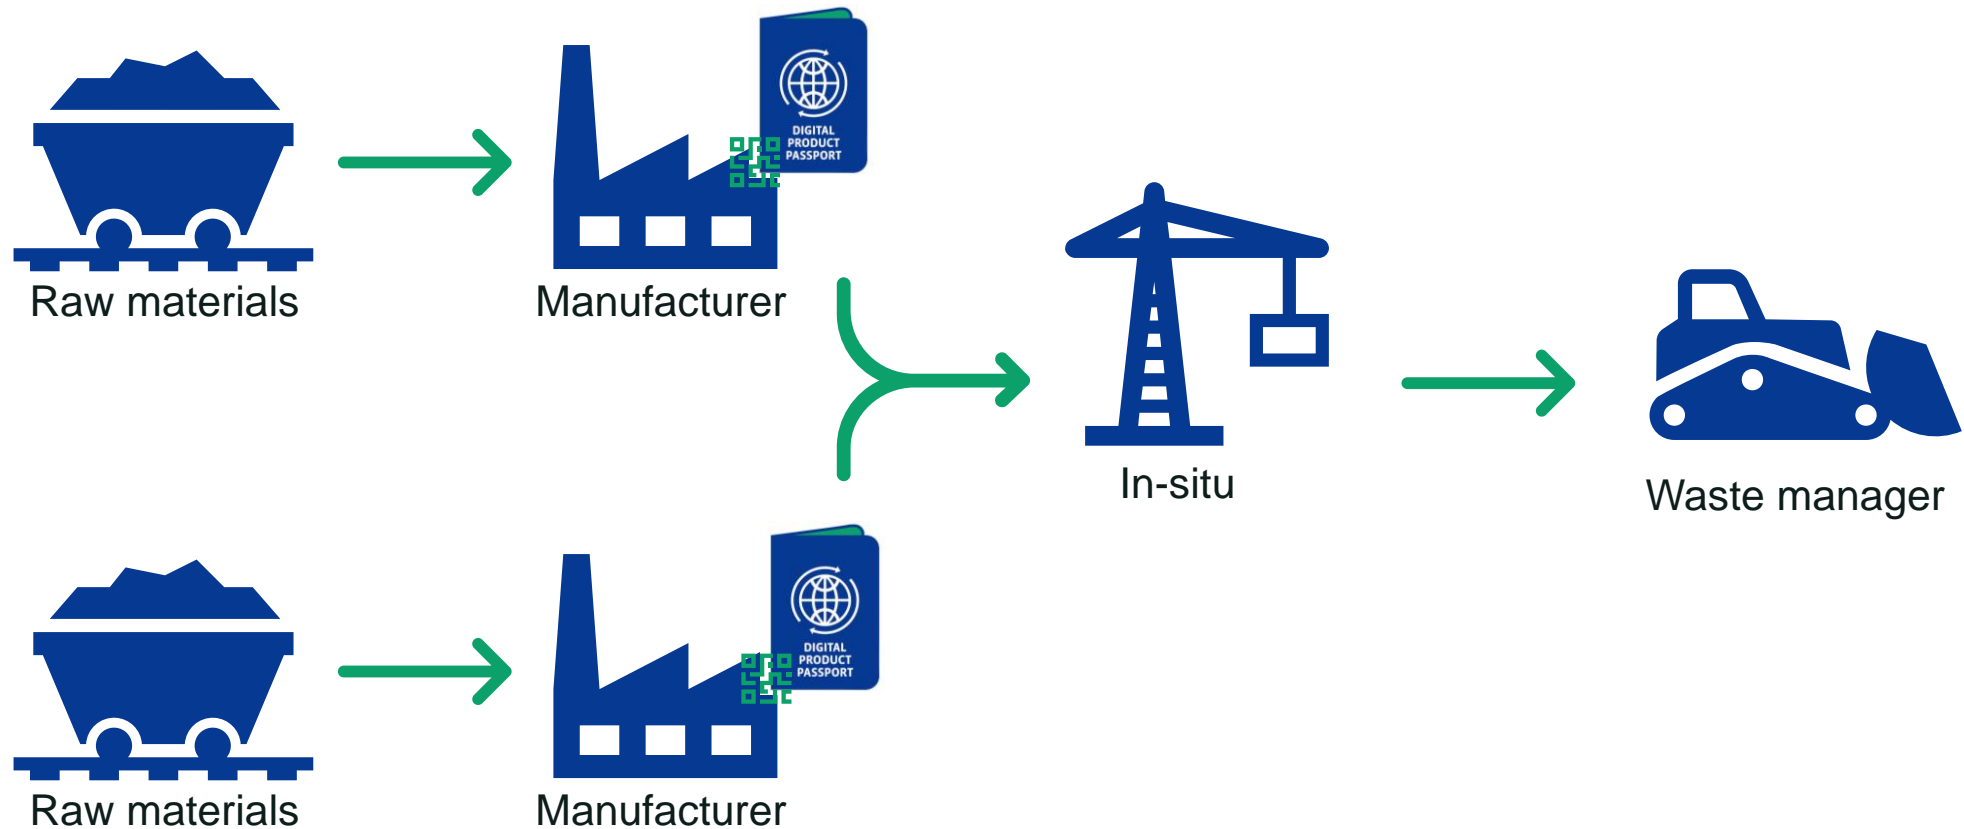 DIGITAL
PRODUCT
PASSPORT
Raw materials
Manufacturer
In-situ
Waste manager
DIGITAL
PRODUCT
PASSPORT
Raw materials
Manufacturer